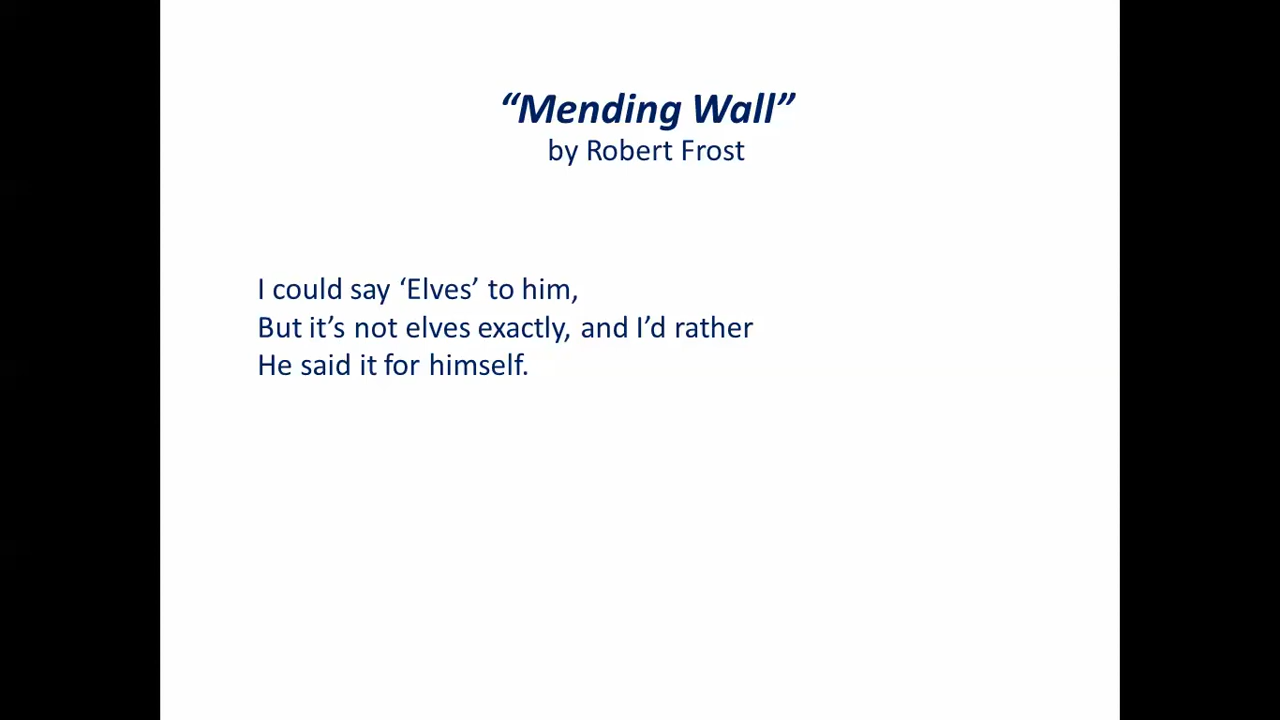 “Mending Wall”
by Robert Frost
I could say ‘Elves’ to him,
But it’s not elves exactly, and I’d rather
He said it for himself.